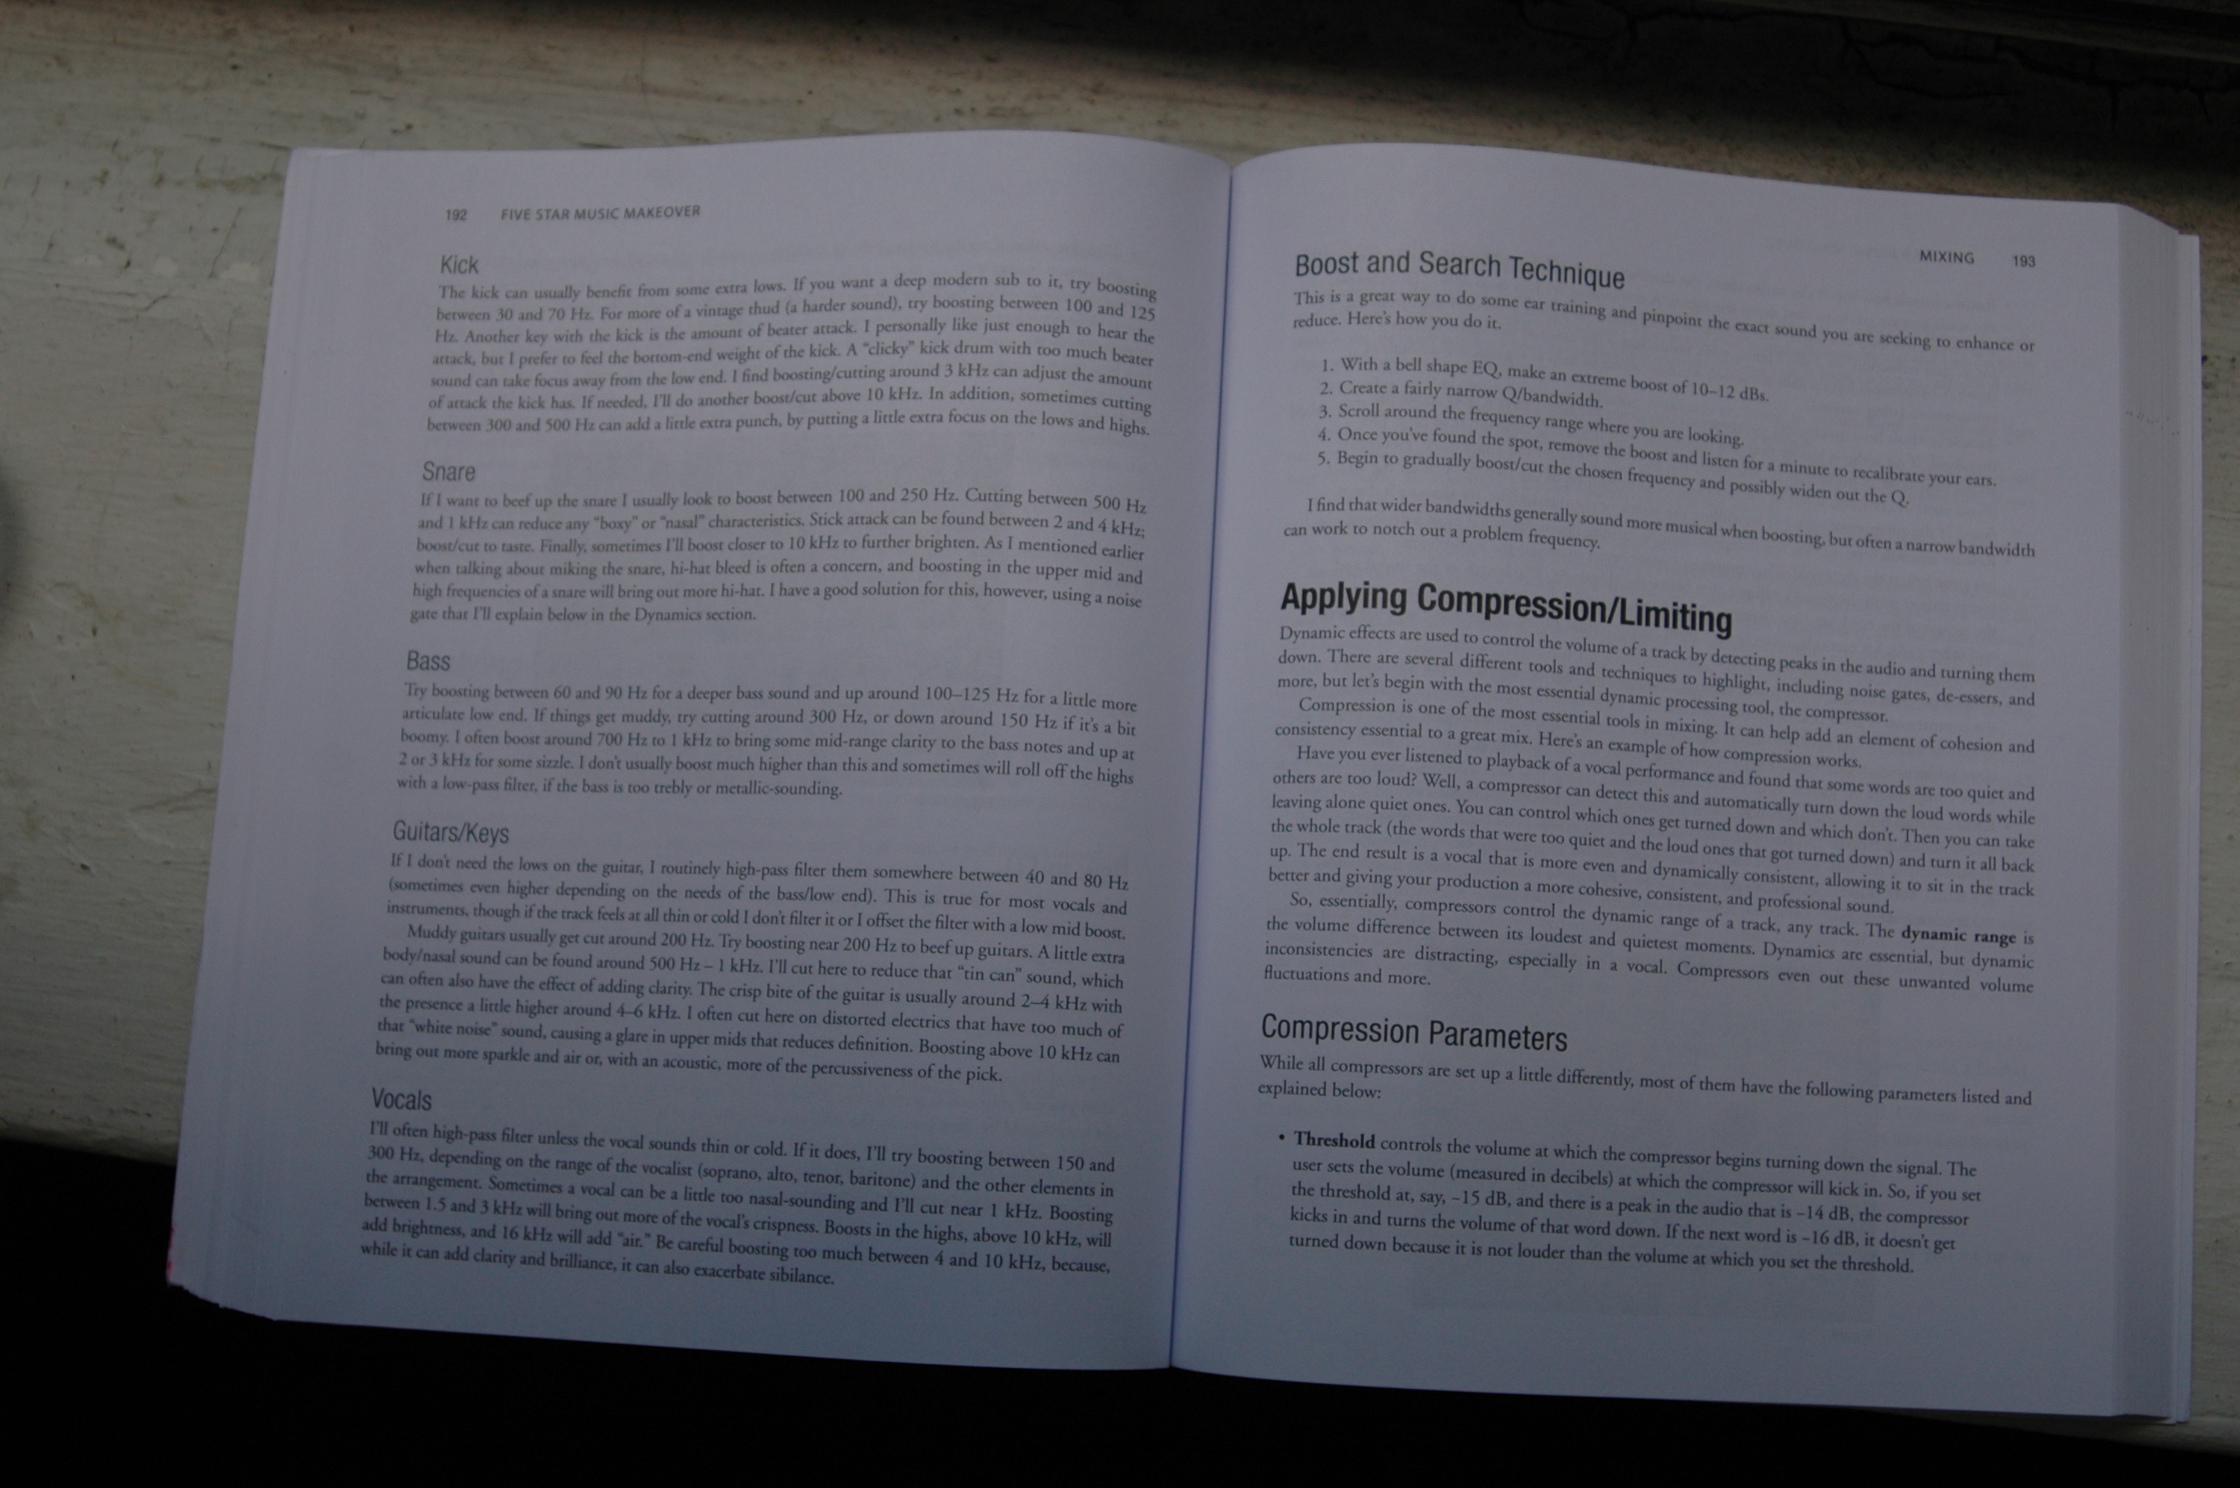 192 FIVE STAR MUSIC MAKEOVER
Kick
The kick can usually benefit from some extra lows. If you want a deep modern sub to it, try boosting
between 30 and 70 Hz. For more of a vintage thud (a harder sound), try boosting between 100 and 125
Hz. Another key with the kick is the amount of beater attack. I personally like just enough to hear the
attack, but I prefer to feel the bottom-end weight of the kick. A “clicky” kick drum with too much beater
sound can take focus away from the low end. I find boosting/cutting around 3 kHz can adjust the amount
of attack the kick has. If needed, I’ll do another boost/cut above 10 kHz. In addition, sometimes cutting
between 300 and 500 Hz can add a little extra punch, by putting a little extra focus on the lows and highs.
Snare
If I want to beef up the snare I usually look to boost between 100 and 250 Hz. Cutting between 500 Hz
and 1 kHz can reduce any “boxy” or “nasal” characteristics. Stick attack can be found between 2 and 4 kHz;
boost/cut to taste. Finally, sometimes I’ll boost closer to 10 kHz to further brighten. As I mentioned earlier
when talking about miking the snare, hi-hat bleed is often a concern, and boosting in the upper mid and
high frequencies of a snare will bring out more hi-hat. I have a good solution for this, however, using a noise
gate that I’ll explain below in the Dynamics section.
Bass
Try boosting between 60 and 90 Hz for a deeper bass sound and up around 100–125 Hz for a little more
articulate low end. If things get muddy, try cutting around 300 Hz, or down around 150 Hz if it’s a bit
boomy. I often boost around 700 Hz to 1 kHz to bring some mid-range clarity to the bass notes and up at
2 or 3 kHz for some sizzle. I don’t usually boost much higher than this and sometimes will roll off the highs
with a low-pass filter, if the bass is too trebly or metallic-sounding.
Guitars/Keys
If I don’t need the lows on the guitar, I routinely high-pass filter them somewhere between 40 and 80 Hz
(sometimes even higher depending on the needs of the bass/low end). This is true for most vocals and
instruments, though if the track feels at all thin or cold I don’t filter it or I offset the filter with a low mid boost.
Muddy guitars usually get cut around 200 Hz. Try boosting near 200 Hz to beef up guitars. A little extra
body/nasal sound can be found around 500 Hz – 1 kHz. I’ll cut here to reduce that “tin can” sound, which
can often also have the effect of adding clarity. The crisp bite of the guitar is usually around 2–4 kHz with
the presence a little higher around 4–6 kHz. I often cut here on distorted electrics that have too much of
that “white noise” sound, causing a glare in upper mids that reduces definition. Boosting above 10 kHz can
bring out more sparkle and air or, with an acoustic, more of the percussiveness of the pick.
Vocals
I’ll often high-pass filter unless the vocal sounds thin or cold. If it does, I’ll try boosting between 150 and
300 Hz, depending on the range of the vocalist (soprano, alto, tenor, baritone) and the other elements in
the arrangement. Sometimes a vocal can be a little too nasal-sounding and I’ll cut near 1 kHz. Boosting
between 1.5 and 3 kHz will bring out more of the vocal’s crispness. Boosts in the highs, above 10 kHz, will
add brightness, and 16 kHz will add “air.” Be careful boosting too much between 4 and 10 kHz, because,
while it can add clarity and brilliance, it can also exacerbate sibilance.
MIXING 193
Boost and Search Technique
This is a great way to do some ear training and pinpoint the exact sound you are seeking to enhance or
reduce. Here’s how you do it.
1. With a bell shape EQ, make an extreme boost of 10–12 dBs.
2. Create a fairly narrow Q/bandwidth.
3. Scroll around the frequency range where you are looking.
4. Once you’ve found the spot, remove the boost and listen for a minute to recalibrate your ears.
5. Begin to gradually boost/cut the chosen frequency and possibly widen out the Q.
I find that wider bandwidths generally sound more musical when boosting, but often a narrow bandwidth
can work to notch out a problem frequency.
Applying Compression/Limiting
Dynamic effects are used to control the volume of a track by detecting peaks in the audio and turning them
down. There are several different tools and techniques to highlight, including noise gates, de-essers, and
more, but let’s begin with the most essential dynamic processing tool, the compressor.
Compression is one of the most essential tools in mixing. It can help add an element of cohesion and
consistency essential to a great mix. Here’s an example of how compression works.
Have you ever listened to playback of a vocal performance and found that some words are too quiet and
others are too loud? Well, a compressor can detect this and automatically turn down the loud words while
leaving alone quiet ones. You can control which ones get turned down and which don’t. Then you can take
the whole track (the words that were too quiet and the loud ones that got turned down) and turn it all back
up. The end result is a vocal that is more even and dynamically consistent, allowing it to sit in the track
better and giving your production a more cohesive, consistent, and professional sound.
So, essentially, compressors control the dynamic range of a track, any track. The dynamic range is
the volume difference between its loudest and quietest moments. Dynamics are essential, but dynamic
inconsistencies are distracting, especially in a vocal. Compressors even out these unwanted volume
fluctuations and more.
Compression Parameters
While all compressors are set up a little differently, most of them have the following parameters listed and
explained below:
• Threshold controls the volume at which the compressor begins turning down the signal. The
user sets the volume (measured in decibels) at which the compressor will kick in. So, if you set
the threshold at, say, –15 dB, and there is a peak in the audio that is –14 dB, the compressor
kicks in and turns the volume of that word down. If the next word is –16 dB, it doesn’t get
turned down because it is not louder than the volume at which you set the threshold.